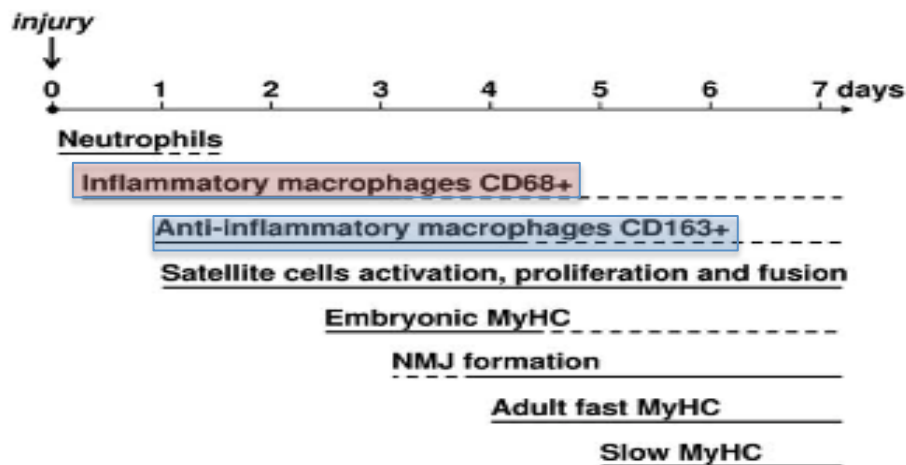 injury
0 1 2 3 4 5 6 7 days
Neutrophils
Inflammatory macrophages CD68+
Anti-inflammatory macrophages CD163+
Satellite cells activation, proliferation and fusion
Embryonic MyHC
NMJ formation
Adult fast MyHC
Slow MyHC